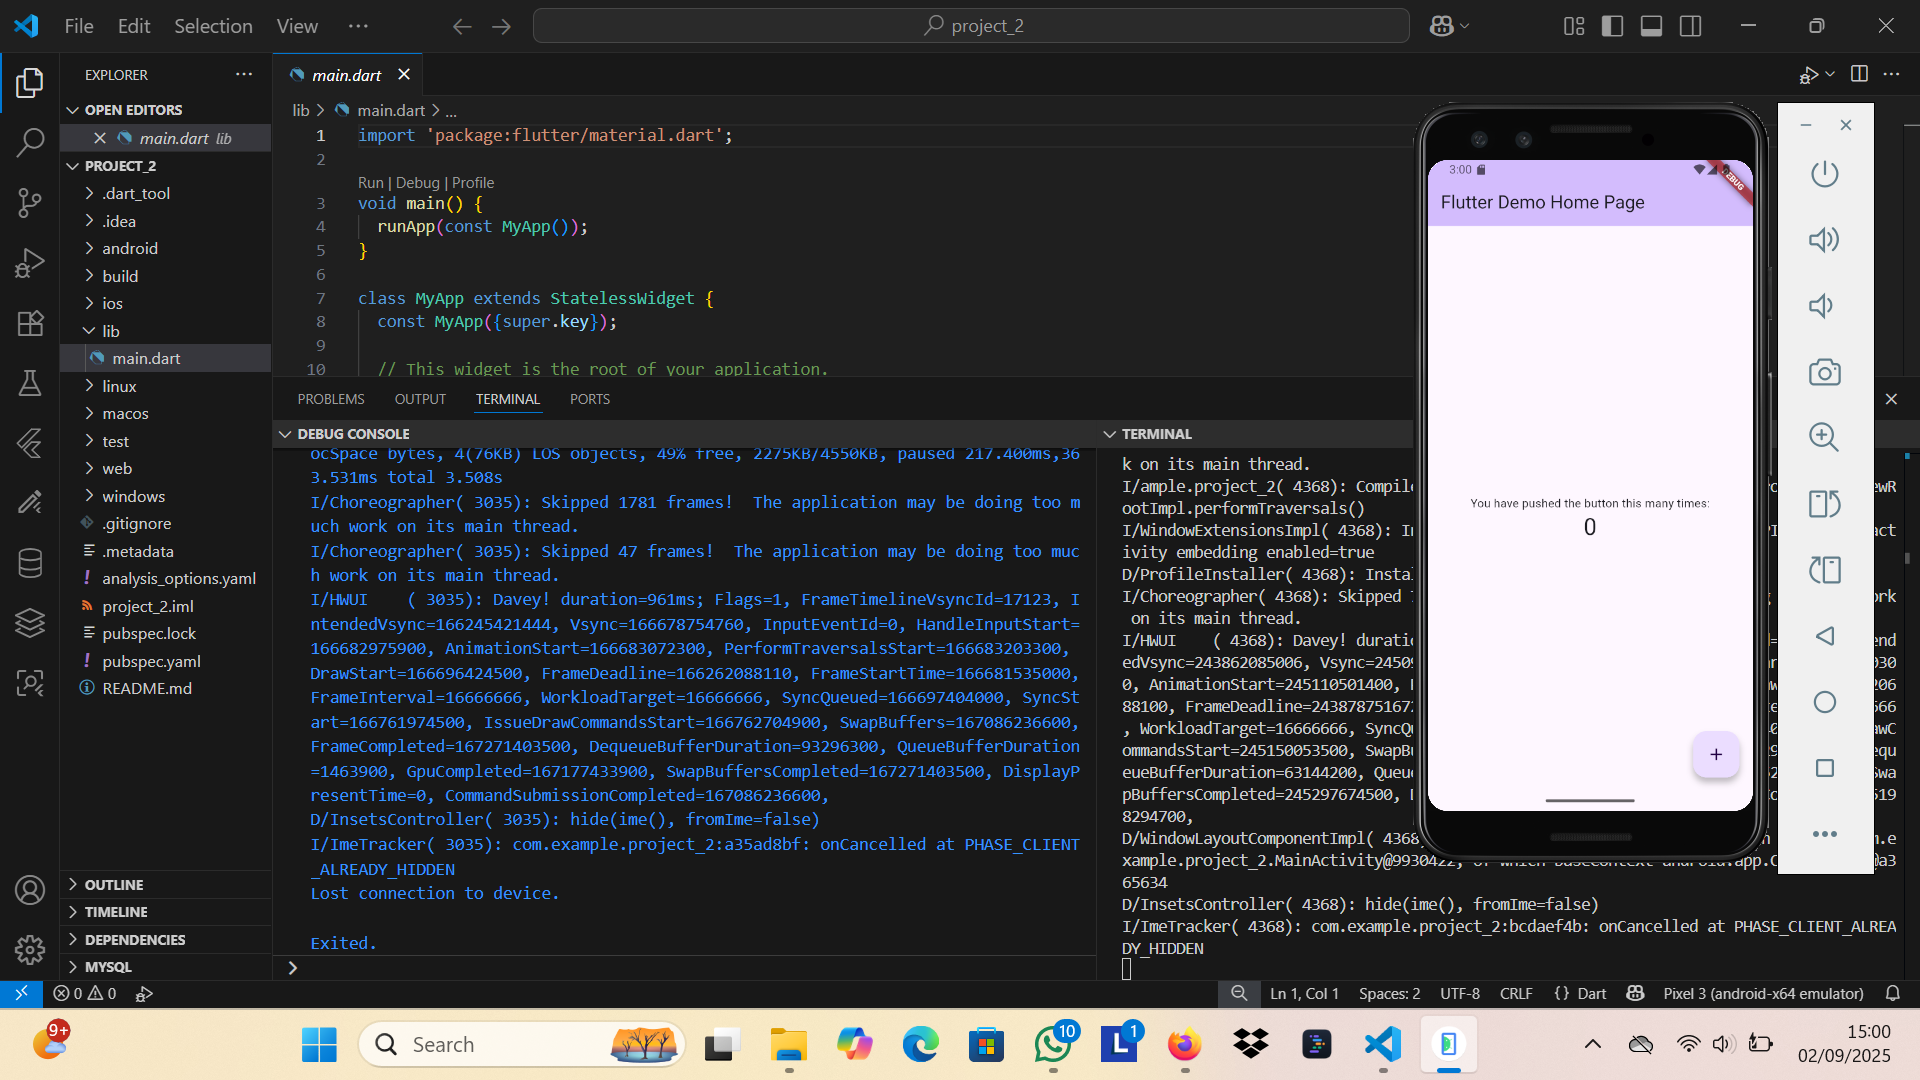 File Edit Selection View ···
project_2
EXPLORER
OPEN EDITORS
main.dart lib
PROJECT_2
.dart_tool
.idea
android
build
ios
lib
main.dart
linux
macos
test
web
windows
.gitignore
.metadata
analysis_options.yaml
project_2.iml
pubspec.lock
pubspec.yaml
README.md
OUTLINE
TIMELINE
DEPENDENCIES
MYSQL
main.dart
lib > main.dart > ...
1 import 'package:flutter/material.dart';
2
Run | Debug | Profile
3 void main() {
4 runApp(const MyApp());
5 }
6
7 class MyApp extends StatelessWidget {
8 const MyApp({super.key});
9
10 // This widget is the root of your application.
PROBLEMS OUTPUT TERMINAL PORTS
DEBUG CONSOLE
ocSpace bytes, 4(76KB) LOS objects, 49% free, 2275KB/4550KB, paused 217.400ms,36
3.531ms total 3.508s
I/Choreographer( 3035): Skipped 1781 frames!  The application may be doing too m
uch work on its main thread.
I/Choreographer( 3035): Skipped 47 frames!  The application may be doing too muc
h work on its main thread.
I/HWUI    ( 3035): Davey! duration=961ms; Flags=1, FrameTimelineVsyncId=17123, I
ntendedVsync=166245421444, Vsync=166678754760, InputEventId=0, HandleInputStart=
166682975900, AnimationStart=166683072300, PerformTraversalsStart=166683203300,
DrawStart=166696424500, FrameDeadline=166262088110, FrameStartTime=166681535000,
FrameInterval=16666666, WorkloadTarget=16666666, SyncQueued=166697404000, SyncSt
art=166761974500, IssueDrawCommandsStart=166762704900, SwapBuffers=167086236600,
FrameCompleted=167271403500, DequeueBufferDuration=93296300, QueueBufferDuration
=1463900, GpuCompleted=167177433900, SwapBuffersCompleted=167271403500, DisplayP
resentTime=0, CommandSubmissionCompleted=167086236600,
D/InsetsController( 3035): hide(ime(), fromIme=false)
I/ImeTracker( 3035): com.example.project_2:a35ad8bf: onCancelled at PHASE_CLIENT
_ALREADY_HIDDEN
Lost connection to device.
Exited.
TERMINAL
k on its main thread.
I/ample.project_2( 4368): Compile
ewR
ootImpl.performTraversals()
I/WindowExtensionsImpl( 4368): I
act
ivity embedding enabled=true
D/ProfileInstaller( 4368): Insta
I/Choreographer( 4368): Skipped
ork
on its main thread.
I/HWUI    ( 4368): Davey! durati
end
edVsync=243862085006, Vsync=2450
030
0, AnimationStart=245110501400,
206
88100, FrameDeadline=24387875167
666
, WorkloadTarget=16666666, SyncQ
awC
ommandsStart=245150053500, SwapB
equ
eueBufferDuration=63144200, Queu
Swa
pBuffersCompleted=245297674500,
519
8294700,
D/WindowLayoutComponentImpl( 4368
m.e
xample.project_2.MainActivity@9930422,
@a3
65634
D/InsetsController( 4368): hide(ime(), fromIme=false)
I/ImeTracker( 4368): com.example.project_2:bcdaef4b: onCancelled at PHASE_CLIENT_ALREA
DY_HIDDEN
3:00
DEBUG
Flutter Demo Home Page
You have pushed the button this many times:
0
+
0 0
Ln 1, Col 1 Spaces: 2 UTF-8 CRLF {} Dart Pixel 3 (android-x64 emulator)
9+
Search
10
L 1
15:00
02/09/2025